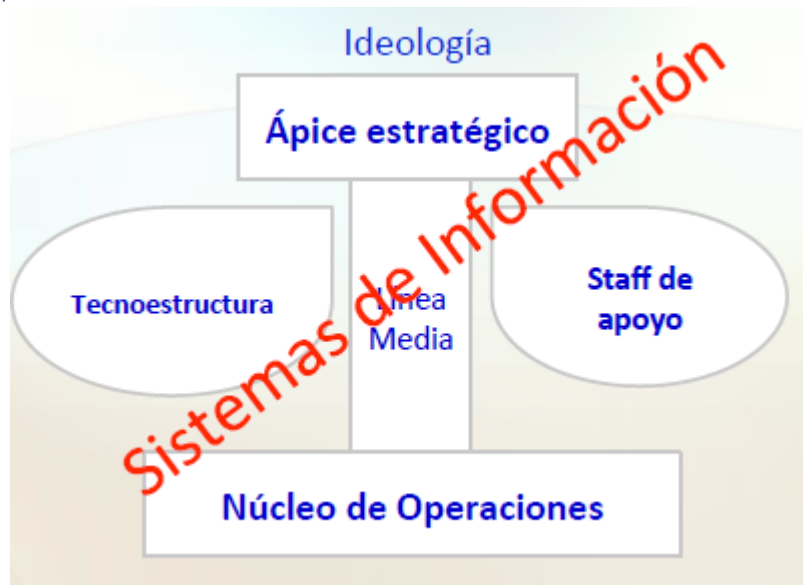 Ideología
Ápice estratégico
Sistemas de Información
Tecnoestructura
Línea
Media
Staff de
apoyo
Núcleo de Operaciones